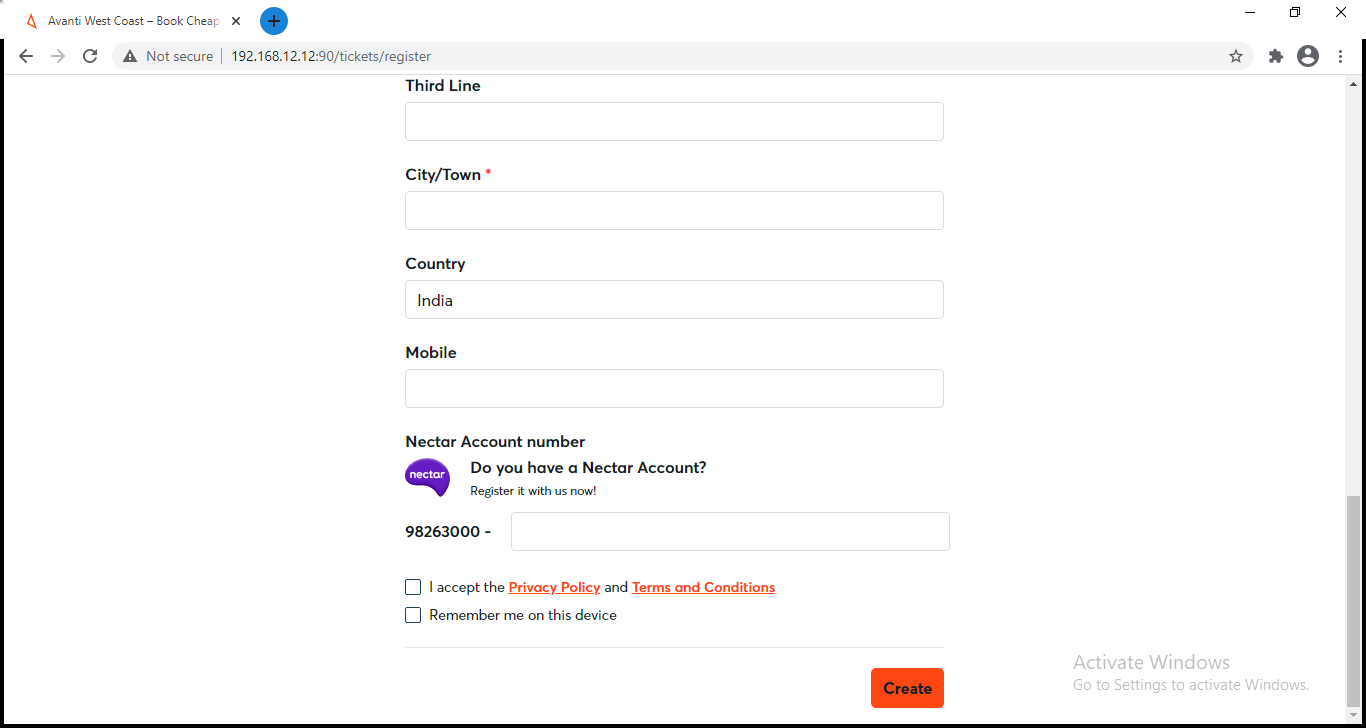 Avanti West Coast – Book Cheap
Not secure
192.168.12.12:90/tickets/register
Third Line
City/Town *
Country
India
Mobile
Nectar Account number
nectar
Do you have a Nectar Account?
Register it with us now!
98263000 -
I accept the Privacy Policy and Terms and Conditions
Remember me on this device
Create
Activate Windows
Go to Settings to activate Windows.